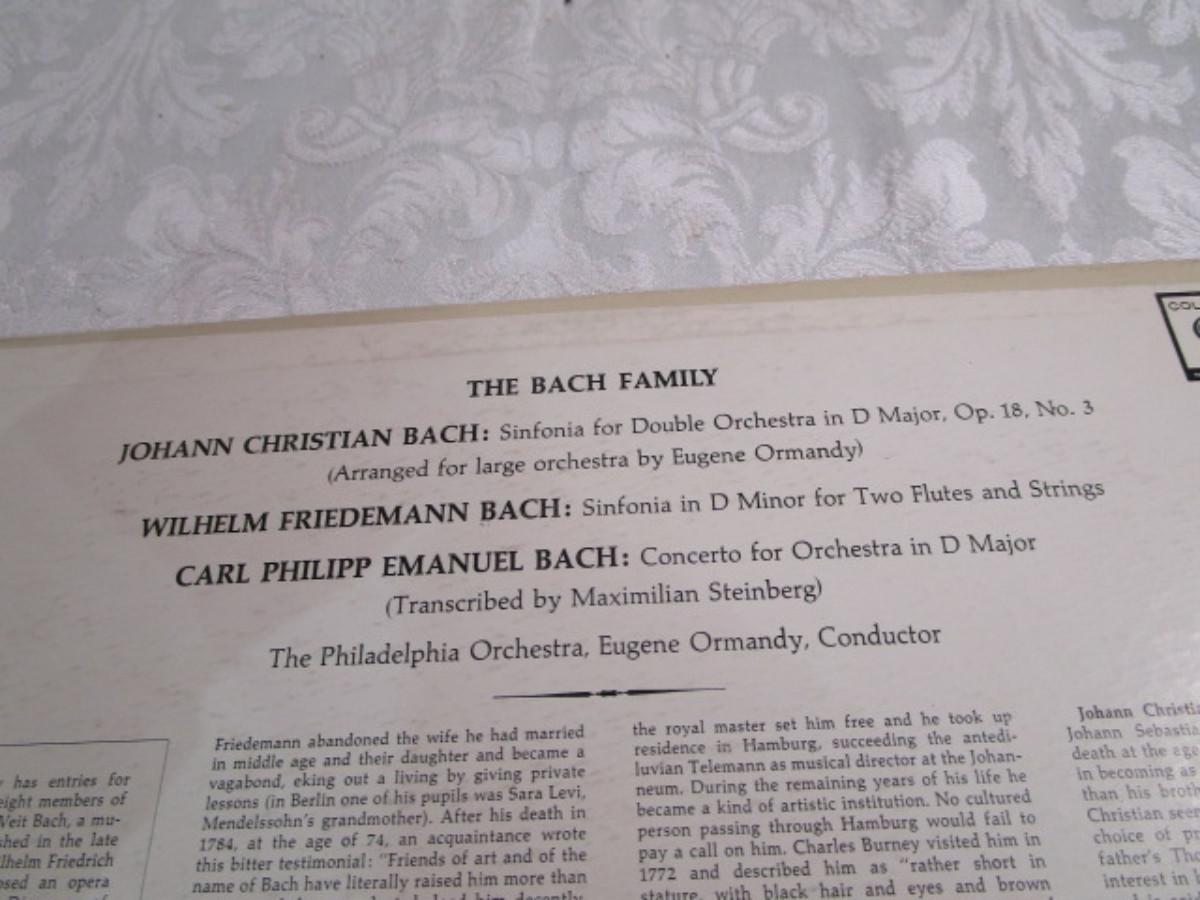 THE BACH FAMILY
JOHANN CHRISTIAN BACH: Sinfonia for Double Orchestra in D Major, Op. 18, No. 3
(Arranged for large orchestra by Eugene Ormandy)
WILHELM FRIEDEMANN BACH: Sinfonia in D Minor for Two Flutes and Strings
CARL PHILIPP EMANUEL BACH: Concerto for Orchestra in D Major
(Transcribed by Maximilian Steinberg)
The Philadelphia Orchestra, Eugene Ormandy, Conductor
has entries for
eight members of
Veit Bach, a mu-
shed in the late
lhelm Friedrich
osed an opera
Friedemann abandoned the wife he had married
in middle age and their daughter and became a
vagabond, eking out a living by giving private
lessons (in Berlin one of his pupils was Sara Levi,
Mendelssohn's grandmother). After his death in
1784, at the age of 74, an acquaintance wrote
this bitter testimonial: "Friends of art and of the
name of Bach have literally raised him more than
the royal master set him free and he took up
residence in Hamburg, succeeding the antedi-
luvian Telemann as musical director at the Johan-
neum. During the remaining years of his life he
became a kind of artistic institution. No cultured
person passing through Hamburg would fail to
pay a call on him. Charles Burney visited him in
1772 and described him as "rather short in
stature, with black hair and eyes and brown
Johann Christia
Johann Sebastia
death at the age
in becoming as
than his broth
Christian seer
choice of pr
father's Tho
interest in
COL